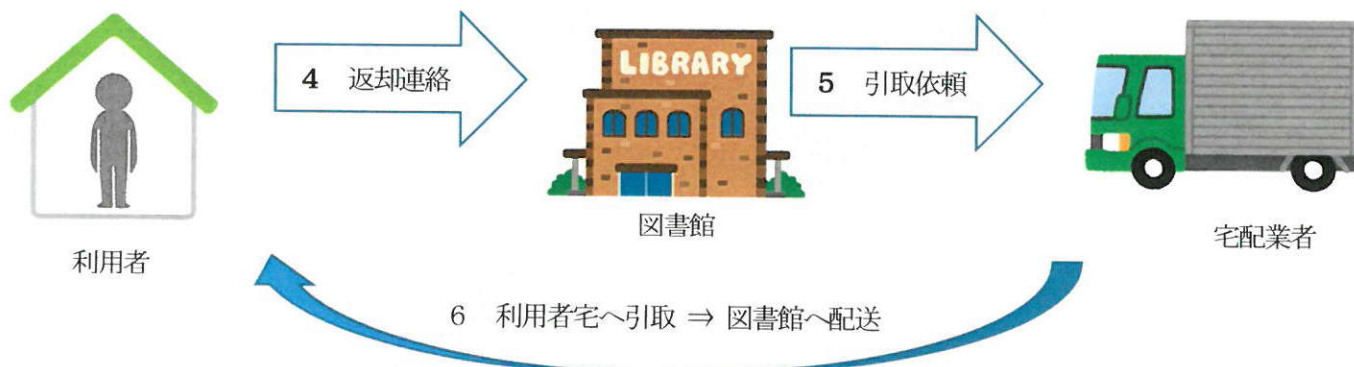 4 返却連絡
LIBRARY
5 引取依頼
図書館
利用者
宅配業者
6 利用者宅へ引取 ⇒ 図書館へ配送